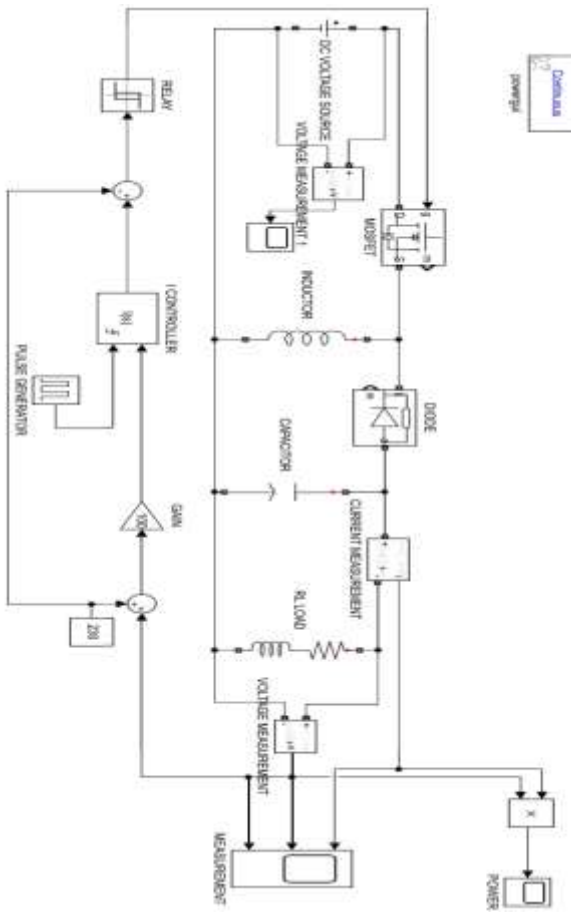 Continuous
powergui
DC VOLTAGE SOURCE
VOLTAGE MEASUREMENT 1
MOSFET
g
m
D
S
INDUCTOR
DIODE
CAPACITOR
CURRENT MEASUREMENT
RL LOAD
VOLTAGE MEASUREMENT
RELAY
I CONTROLLER
PULSE GENERATOR
GAIN
100
X
POWER
MEASUREMENT